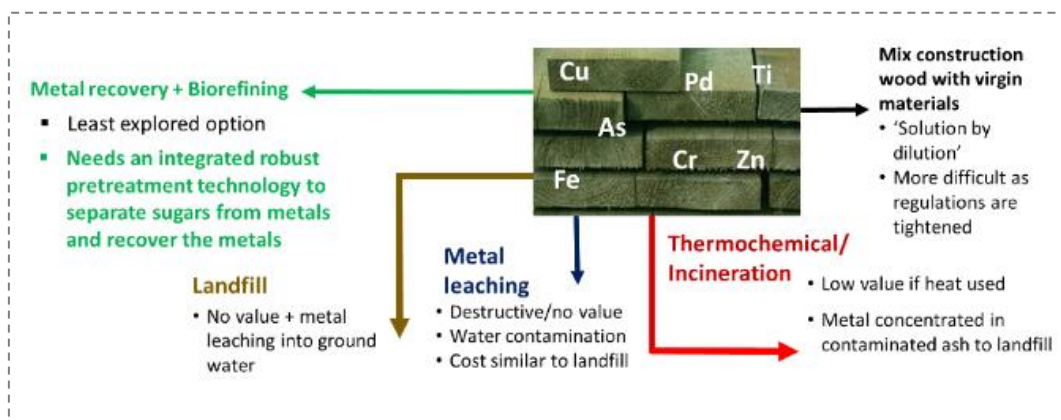 Cu
Pd
Ti
As
Cr
Zn
Fe
Metal recovery + Biorefining
▪ Least explored option
▪ Needs an integrated robust
pretreatment technology to
separate sugars from metals
and recover the metals
Landfill
• No value + metal
leaching into ground
water
Metal
leaching
• Destructive/no value
• Water contamination
• Cost similar to landfill
Thermochemical/
Incineration
• Low value if heat used
• Metal concentrated in
contaminated ash to landfill
Mix construction
wood with virgin
materials
• ‘Solution by
dilution’
• More difficult as
regulations are
tightened